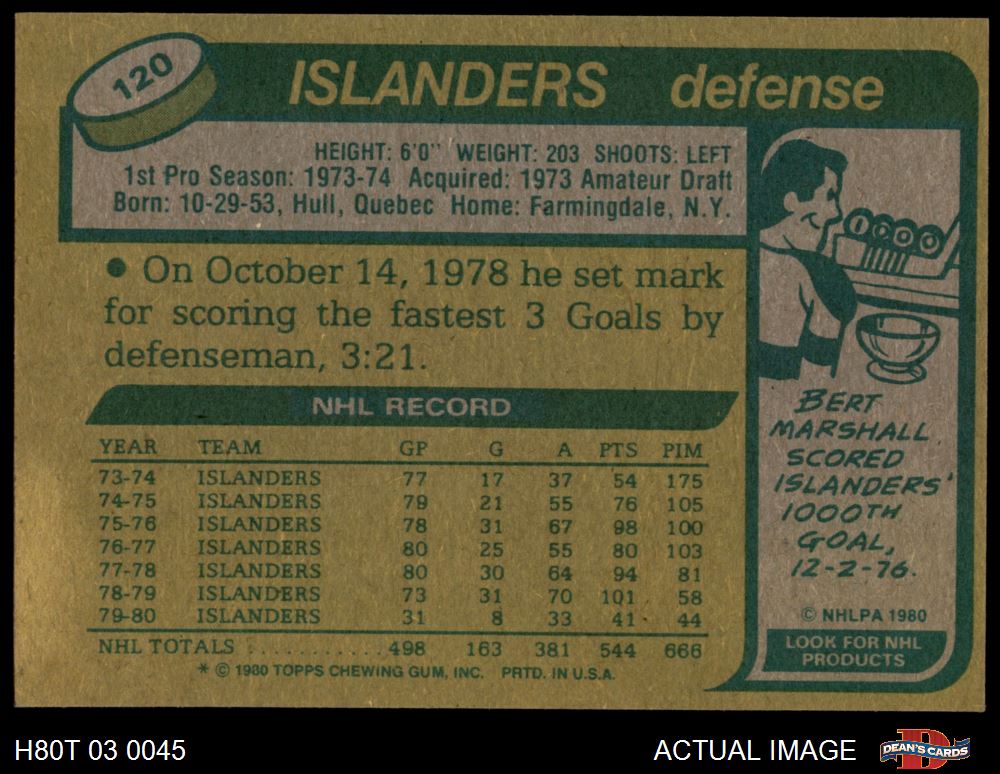 120
ISLANDERS defense
HEIGHT: 6'0" WEIGHT: 203 SHOOTS: LEFT
1st Pro Season: 1973-74 Acquired: 1973 Amateur Draft
Born: 10-29-53, Hull, Quebec Home: Farmingdale, N.Y.
• On October 14, 1978 he set mark
for scoring the fastest 3 Goals by
defenseman, 3:21.
NHL RECORD
YEAR TEAM GP G A PTS PIM
73-74 ISLANDERS 77 17 37 54 175
74-75 ISLANDERS 79 21 55 76 105
75-76 ISLANDERS 78 31 67 98 100
76-77 ISLANDERS 80 25 55 80 103
77-78 ISLANDERS 80 30 64 94 81
78-79 ISLANDERS 73 31 70 101 58
79-80 ISLANDERS 31 8 33 41 44
NHL TOTALS ........... 498 163 381 544 666
* © 1980 TOPPS CHEWING GUM, INC. PRTD. IN U.S.A.
1000
BERT
MARSHALL
SCORED
ISLANDERS'
1000TH
GOAL,
12-2-76.
© NHLPA 1980
LOOK FOR NHL
PRODUCTS
H80T 03 0045
ACTUAL IMAGE
DEAN'S CARDS